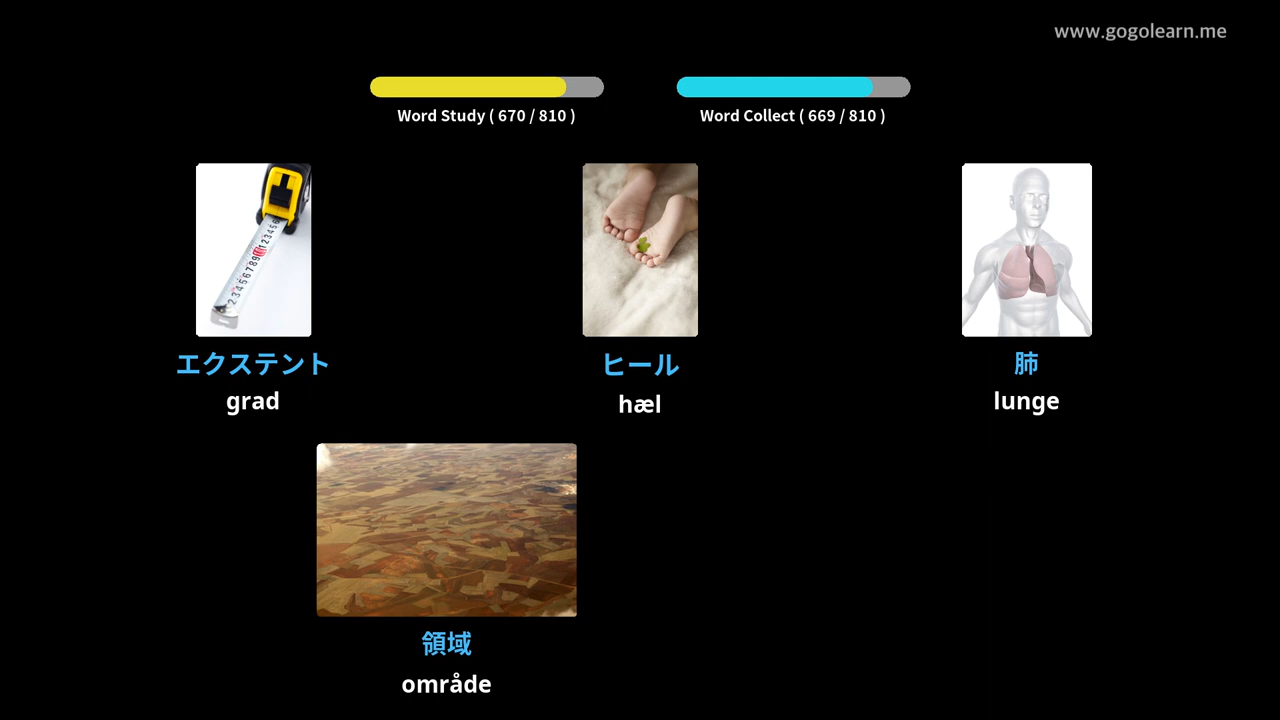 www.gogolearn.me
Word Study ( 670 / 810 )
Word Collect ( 669 / 810 )
エクステント
grad
ヒール
hæl
肺
lunge
領域
område